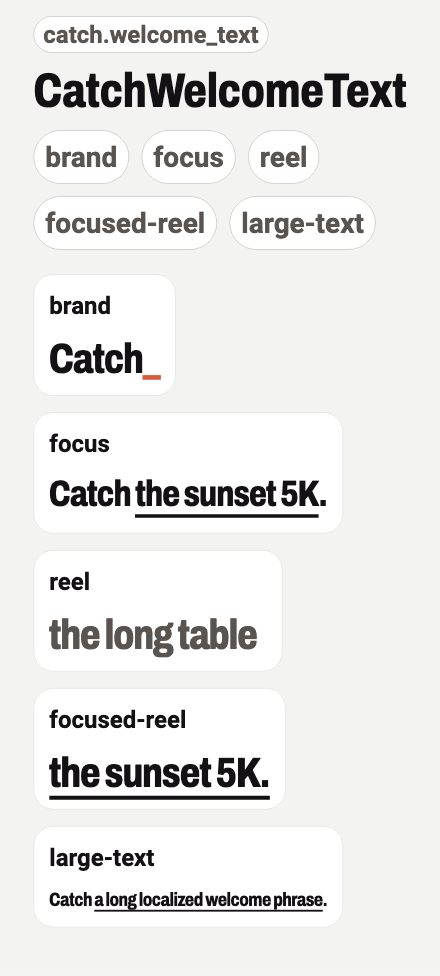 catch.welcome_text
CatchWelcomeText
brand focus reel
focused-reel large-text
brand
Catch_
focus
Catch the sunset 5K.
reel
the long table
focused-reel
the sunset 5K.
large-text
Catch a long localized welcome phrase.